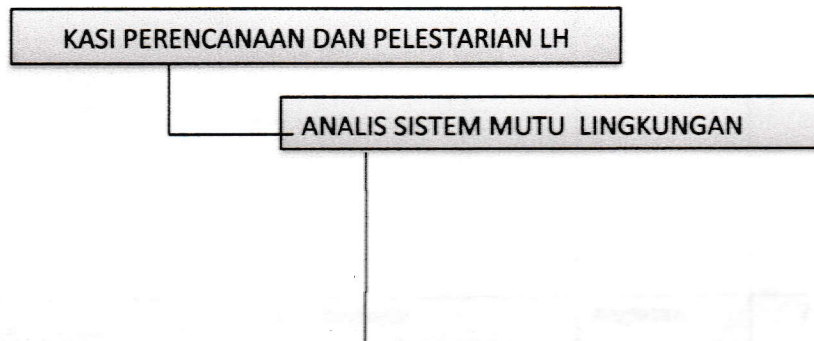 KASI PERENCANAAN DAN PELESTARIAN LH
ANALIS SISTEM MUTU LINGKUNGAN